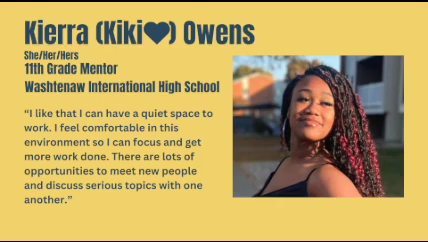 Kierra (Kiki🖤) Owens
She/Her/Hers
11th Grade Mentor
Washtenaw International High School
“I like that I can have a quiet space to
work. I feel comfortable in this
environment so I can focus and get
more work done. There are lots of
opportunities to meet new people
and discuss serious topics with one
another.”